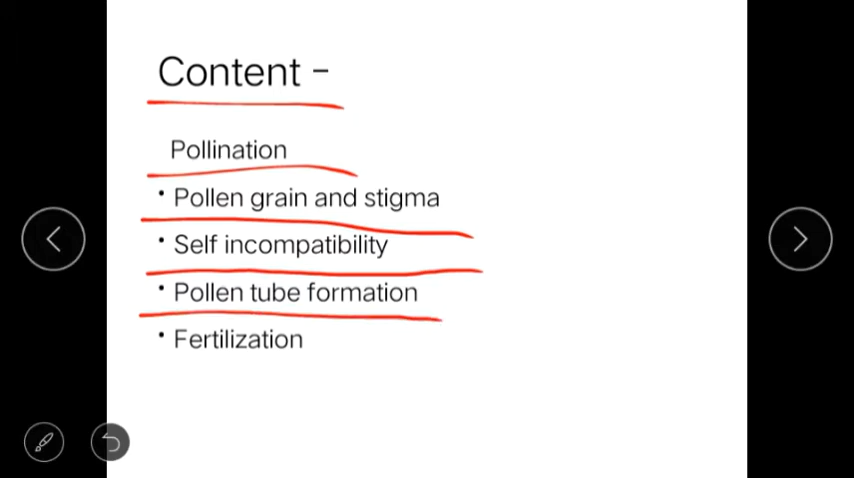 Content -
Pollination
• Pollen grain and stigma
• Self incompatibility
• Pollen tube formation
• Fertilization